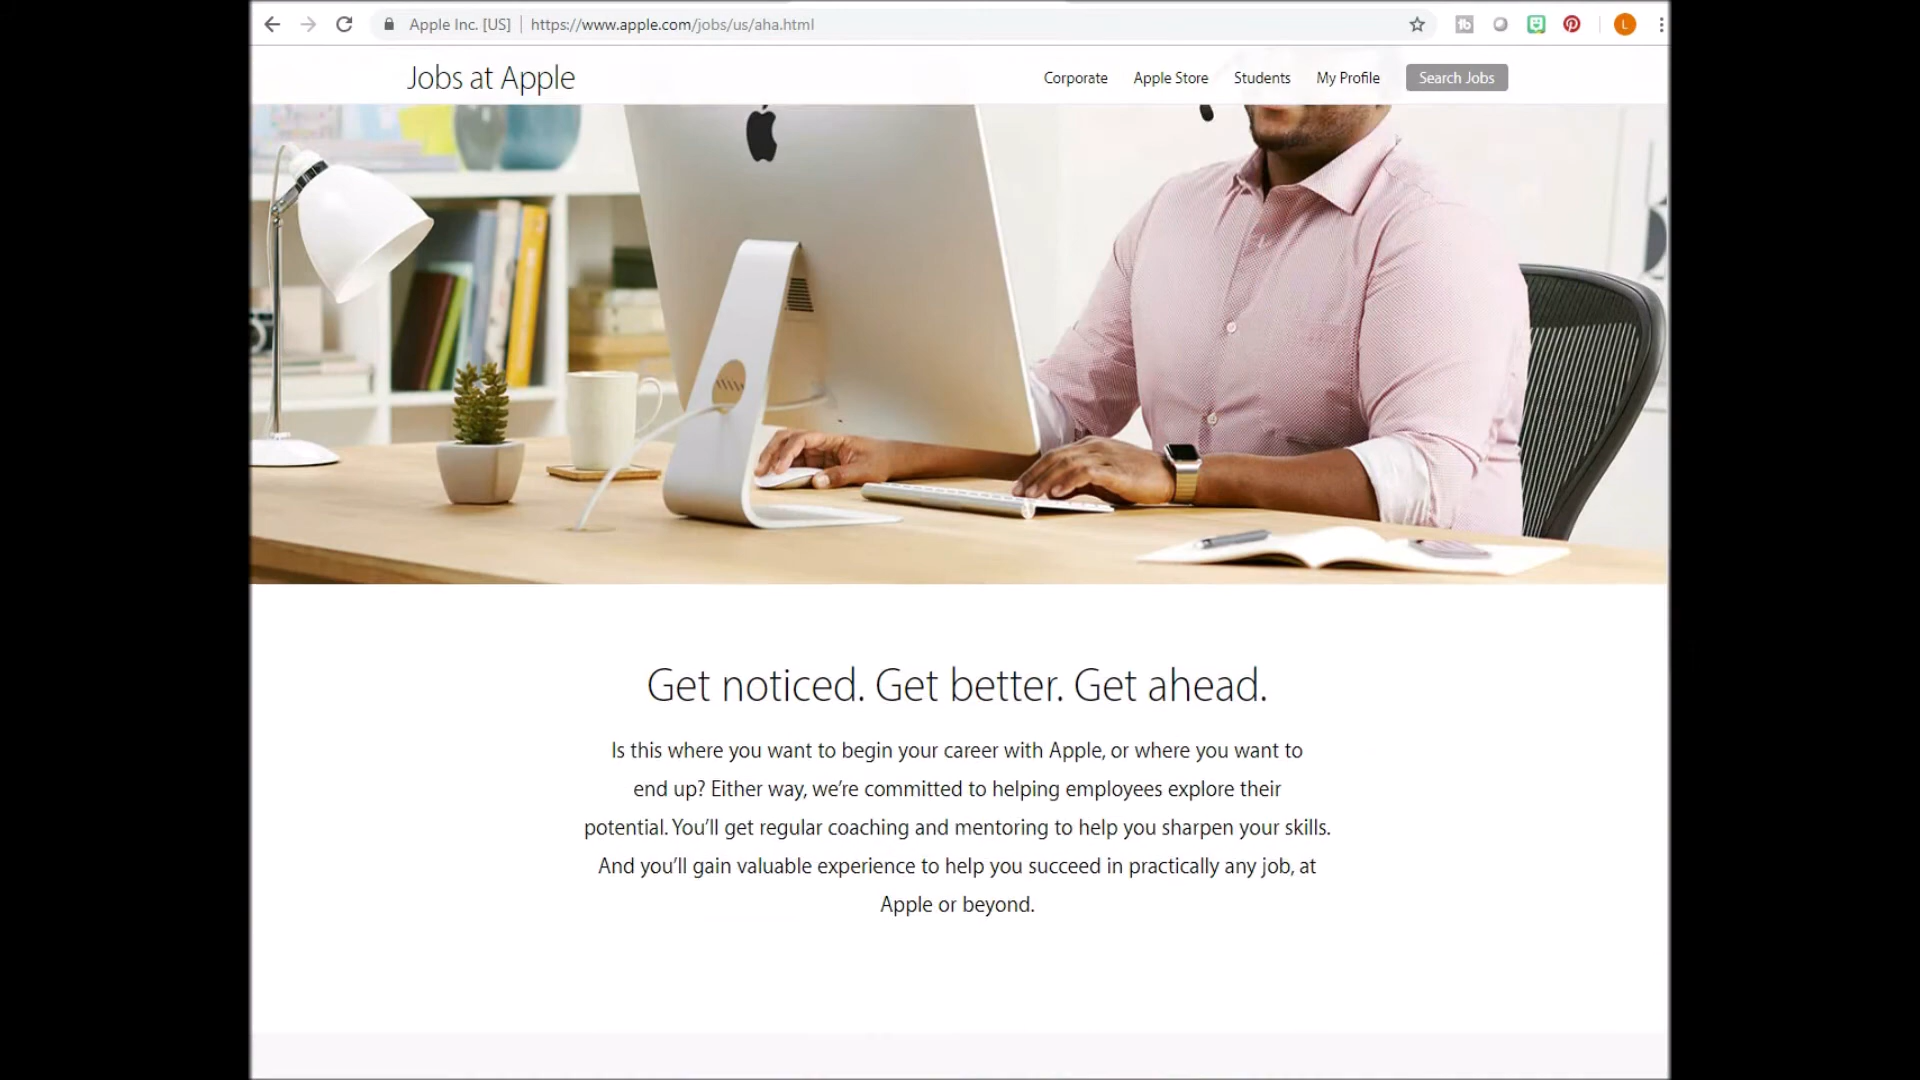 Apple Inc. [US] https://www.apple.com/jobs/us/aha.html
L
Jobs at Apple
Corporate
Apple Store
Students
My Profile
Search Jobs
Get noticed. Get better. Get ahead.
Is this where you want to begin your career with Apple, or where you want to
end up? Either way, we’re committed to helping employees explore their
potential. You’ll get regular coaching and mentoring to help you sharpen your skills.
And you’ll gain valuable experience to help you succeed in practically any job, at
Apple or beyond.